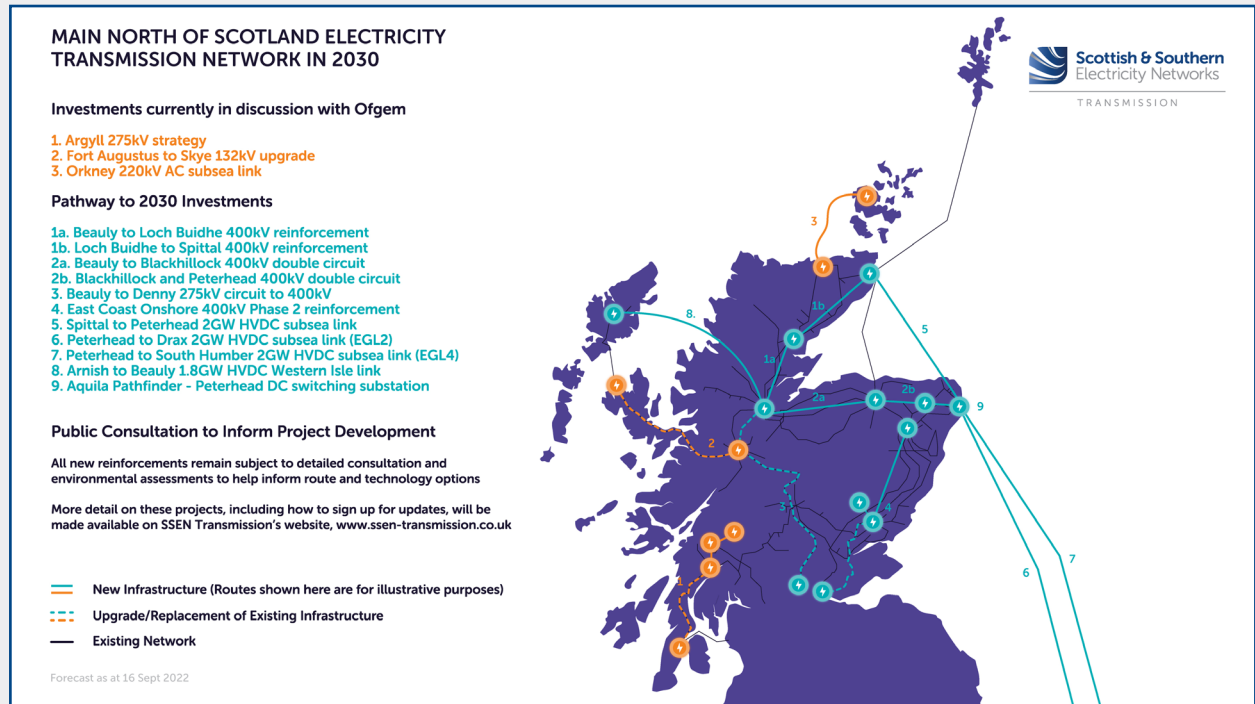 MAIN NORTH OF SCOTLAND ELECTRICITY
TRANSMISSION NETWORK IN 2030
Scottish & Southern
Electricity Networks
TRANSMISSION
Investments currently in discussion with Ofgem
1. Argyll 275kV strategy
2. Fort Augustus to Skye 132kV upgrade
3. Orkney 220kV AC subsea link
Pathway to 2030 Investments
1a. Beauly to Loch Buidhe 400kV reinforcement
1b. Loch Buidhe to Spittal 400kV reinforcement
2a. Beauly to Blackhillock 400kV double circuit
2b. Blackhillock and Peterhead 400kV double circuit
3. Beauly to Denny 275kV circuit to 400kV
4. East Coast Onshore 400kV Phase 2 reinforcement
5. Spittal to Peterhead 2GW HVDC subsea link
6. Peterhead to Drax 2GW HVDC subsea link (EGL2)
7. Peterhead to South Humber 2GW HVDC subsea link (EGL4)
8. Arnish to Beauly 1.8GW HVDC Western Isle link
9. Aquila Pathfinder - Peterhead DC switching substation
Public Consultation to Inform Project Development
All new reinforcements remain subject to detailed consultation and
environmental assessments to help inform route and technology options
More detail on these projects, including how to sign up for updates, will be
made available on SSEN Transmission's website, www.ssen-transmission.co.uk
New Infrastructure (Routes shown here are for illustrative purposes)
Upgrade/Replacement of Existing Infrastructure
Existing Network
Forecast as at 16 Sept 2022
3
1b
8.
5
1a
2a
2b
9
2
3
4
1
6
7